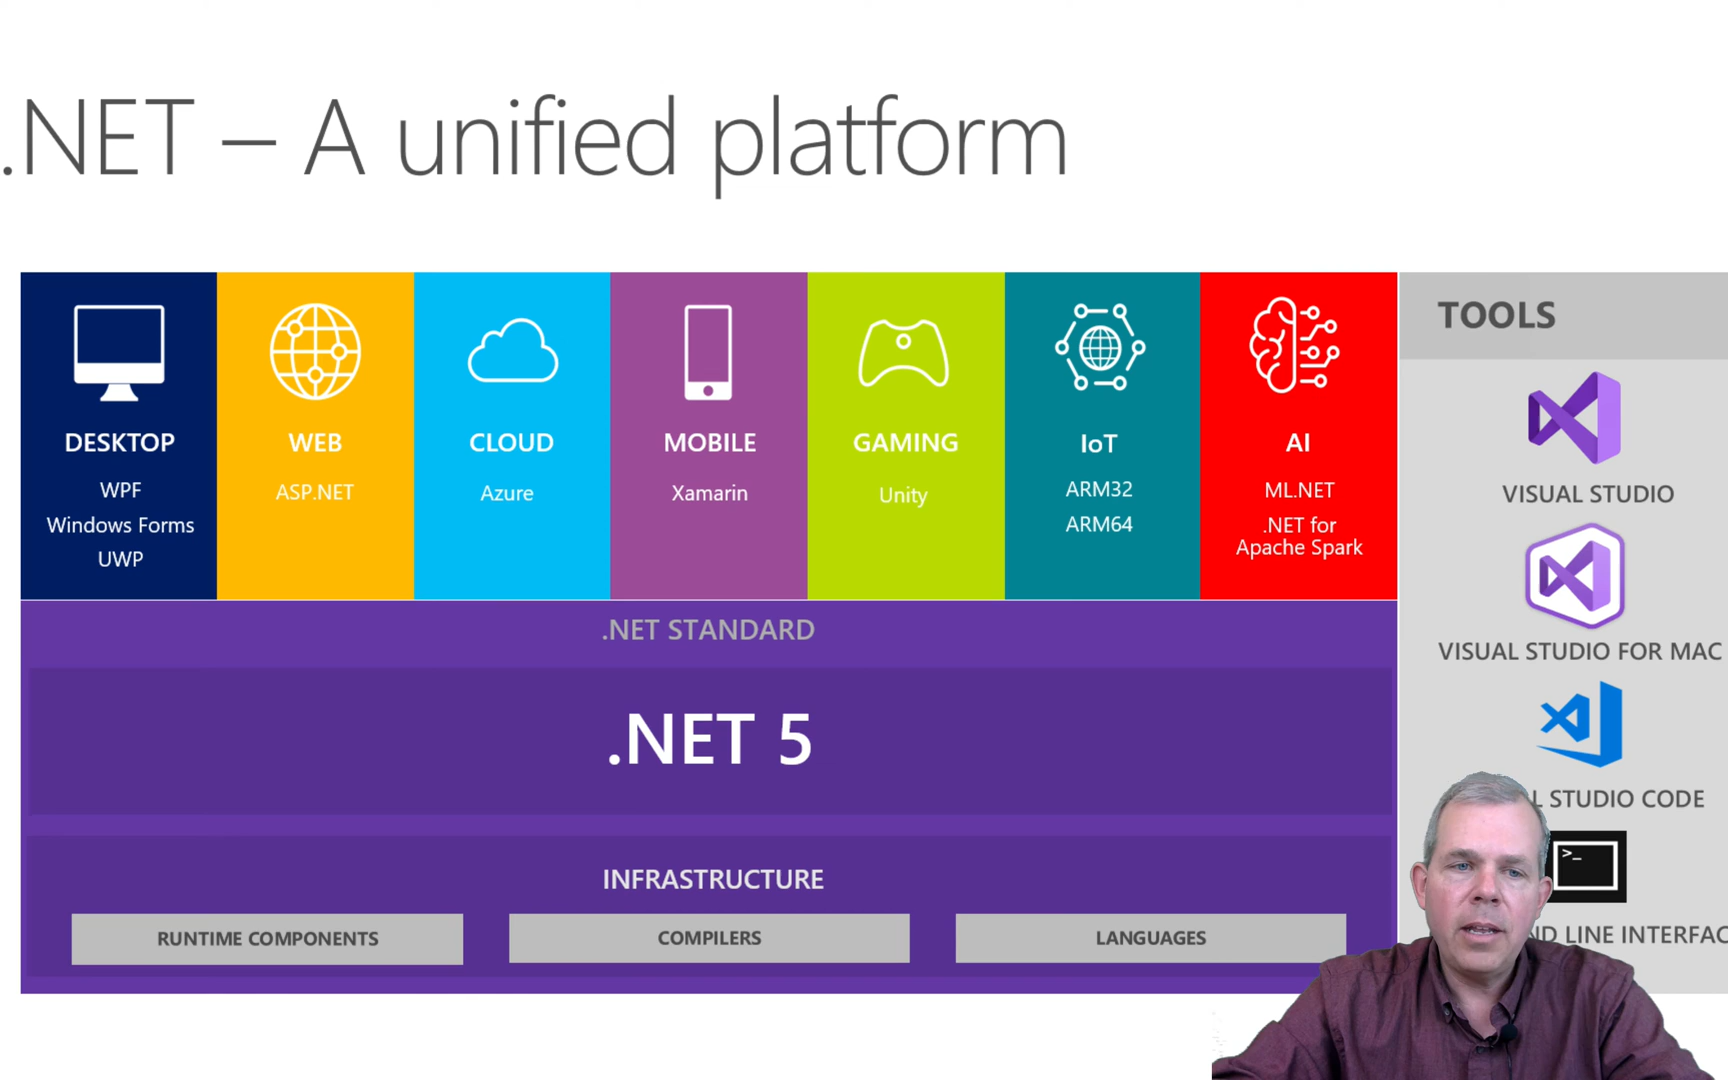 .NET – A unified platform
DESKTOP
WPF
Windows Forms
UWP
WEB
ASP.NET
CLOUD
Azure
MOBILE
Xamarin
GAMING
Unity
IoT
ARM32
ARM64
AI
ML.NET
.NET for
Apache Spark
.NET STANDARD
.NET 5
INFRASTRUCTURE
RUNTIME COMPONENTS
COMPILERS
LANGUAGES
TOOLS
VISUAL STUDIO
VISUAL STUDIO FOR MAC
STUDIO CODE
>_
LINE